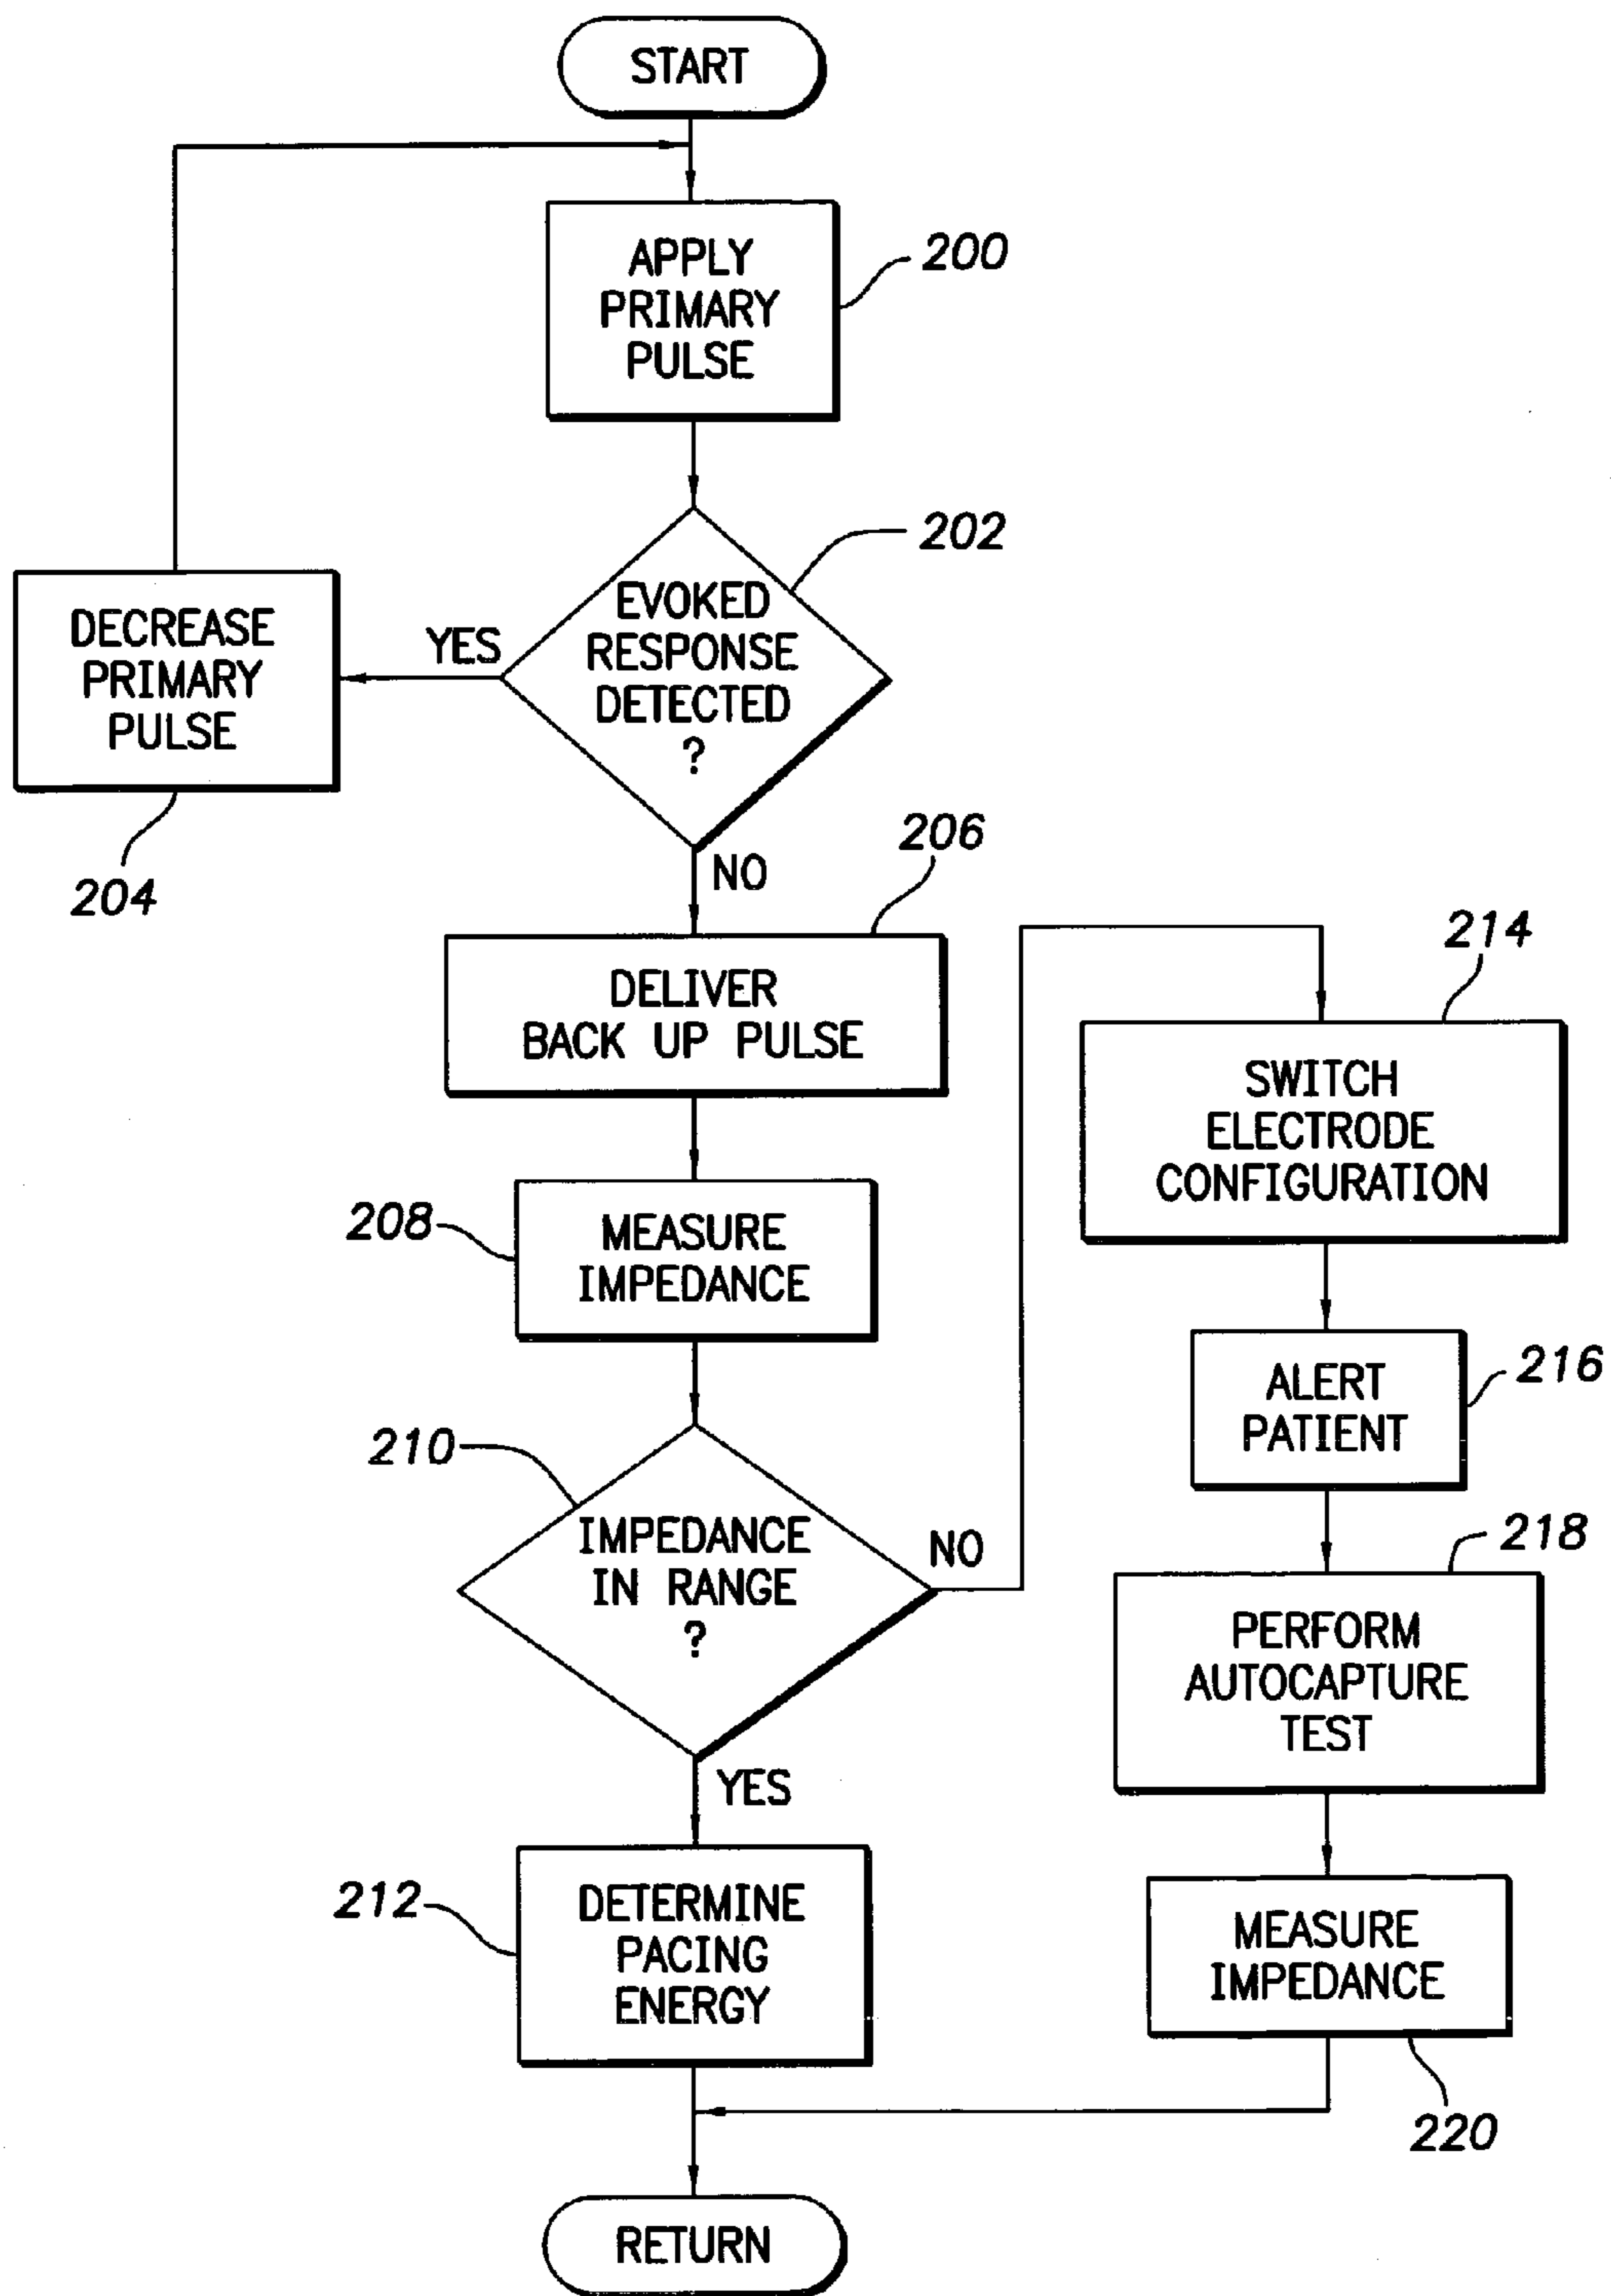 START
APPLY
PRIMARY
PULSE
200
EVOKED
RESPONSE
DETECTED
?
202
YES
DECREASE
PRIMARY
PULSE
204
NO
206
DELIVER
BACK UP PULSE
208
MEASURE
IMPEDANCE
210
IMPEDANCE
IN RANGE
?
NO
YES
212
DETERMINE
PACING
ENERGY
214
SWITCH
ELECTRODE
CONFIGURATION
ALERT
PATIENT
216
218
PERFORM
AUTOCAPTURE
TEST
MEASURE
IMPEDANCE
220
RETURN